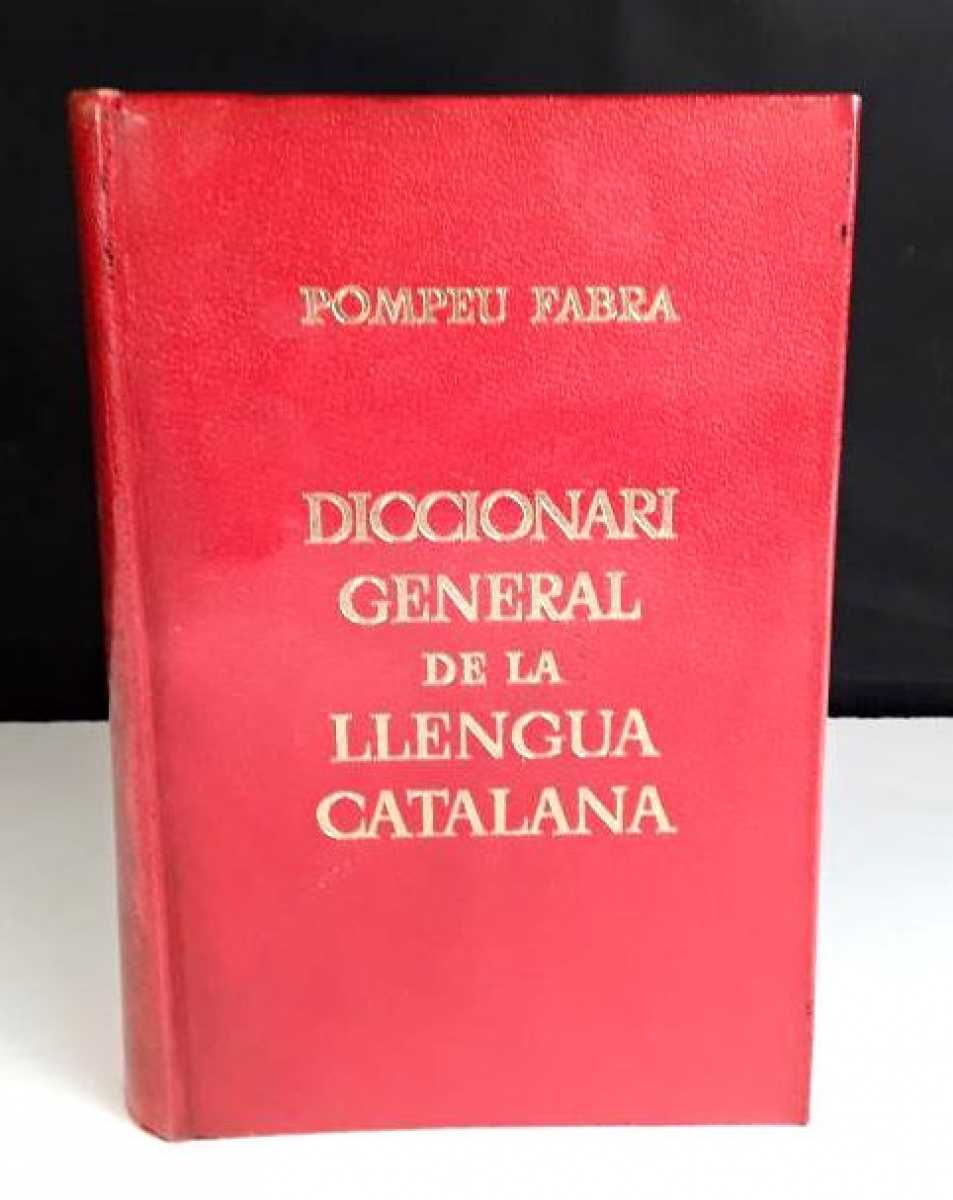 POMPEU FABRA
DICCIONARI
GENERAL
DE LA
LLENGUA
CATALANA